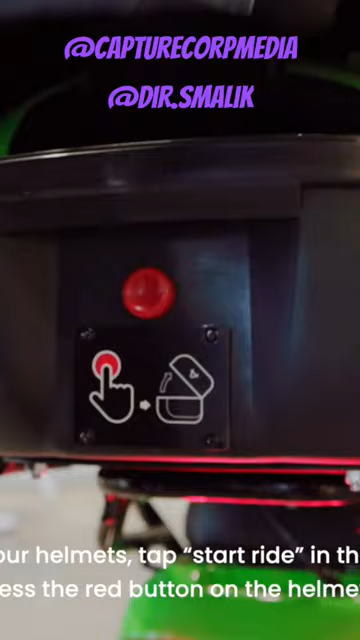 @CAPTURECORPMEDIA
@DIR.SMALIK
our helmets, tap “start ride” in th
ess the red button on the helme